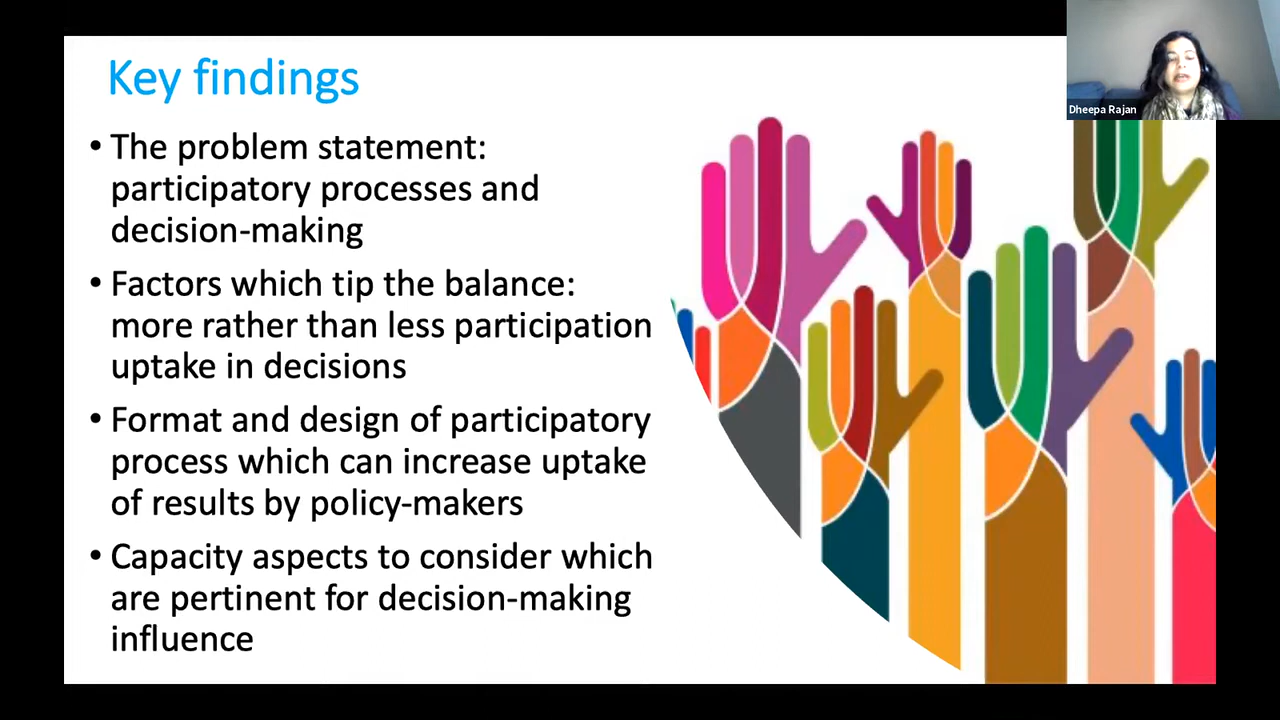 Key findings
• The problem statement:
participatory processes and
decision-making
• Factors which tip the balance:
more rather than less participation
uptake in decisions
• Format and design of participatory
process which can increase uptake
of results by policy-makers
• Capacity aspects to consider which
are pertinent for decision-making
influence
Dheepa Rajan